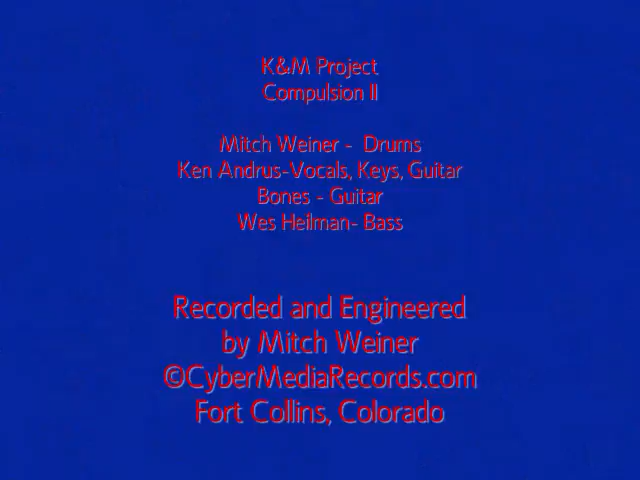 K&M Project
Compulsion II
Mitch Weiner -  Drums
Ken Andrus-Vocals, Keys, Guitar
Bones - Guitar
Wes Heilman- Bass
Recorded and Engineered
by Mitch Weiner
©CyberMediaRecords.com
Fort Collins, Colorado